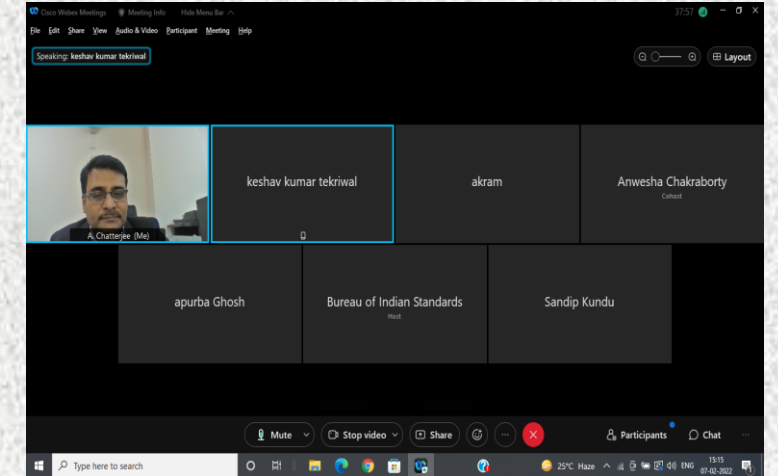 Cisco Webex Meetings Meeting Info Hide Menu Bar 37:57
File Edit Share View Audio & Video Participant Meeting Help
Speaking: keshav kumar tekriwal
Layout
keshav kumar tekriwal
akram
Anwesha Chakraborty
Cohost
A. Chatterjee (Me)
apurba Ghosh
Bureau of Indian Standards
Host
Sandip Kundu
Mute Stop video Share Participants Chat
Type here to search 25°C Haze ENG 15:15
07-02-2022